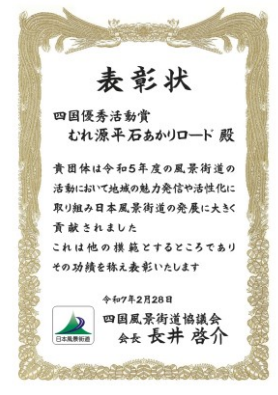 表彰状
四国優秀活動賞
むれ源平石あかりロード 殿
貴団体は令和5年度の風景街道の
活動において地域の魅力発信や活性化に
取り組み日本風景街道の発展に大きく
貢献されました
これは他の模範とするところであり
その功績を称え表彰いたします
令和7年2月28日
四国風景街道協議会
会長 長井 啓介
日本風景街道